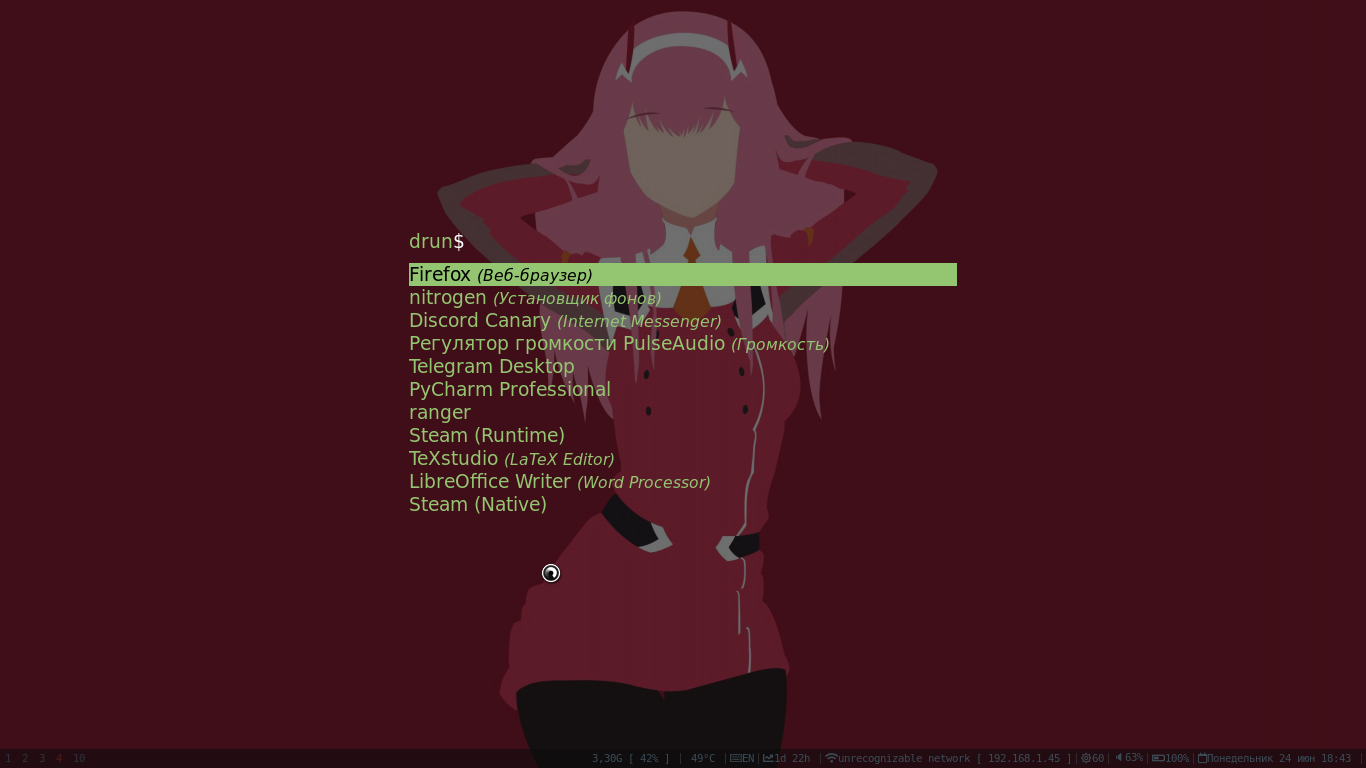 drun$
Firefox (Веб-браузер)
nitrogen (Установщик фонов)
Discord Canary (Internet Messenger)
Регулятор громкости PulseAudio (Громкость)
Telegram Desktop
PyCharm Professional
ranger
Steam (Runtime)
TeXstudio (LaTeX Editor)
LibreOffice Writer (Word Processor)
Steam (Native)
1 2 3 4 10 3,30G [ 42% ] | 49°C | EN | 1d 22h | unrecognizable network [ 192.168.1.45 ] | 60 | 63% | 100% | Понедельник 24 июн 18:43